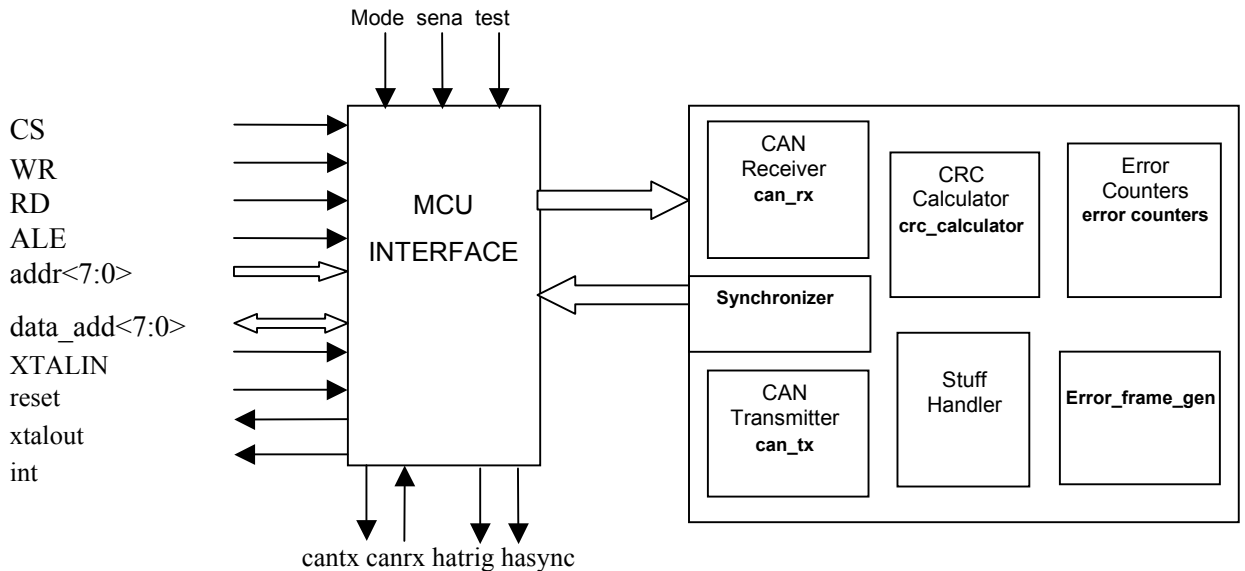 Mode sena test
CS
WR
RD
ALE
addr<7:0>
data_add<7:0>
XTALIN
reset
xtalout
int
MCU
INTERFACE
cantx canrx hatrig hasync
CAN
Receiver
can_rx
Synchronizer
CAN
Transmitter
can_tx
CRC
Calculator
crc_calculator
Stuff
Handler
Error
Counters
error counters
Error_frame_gen